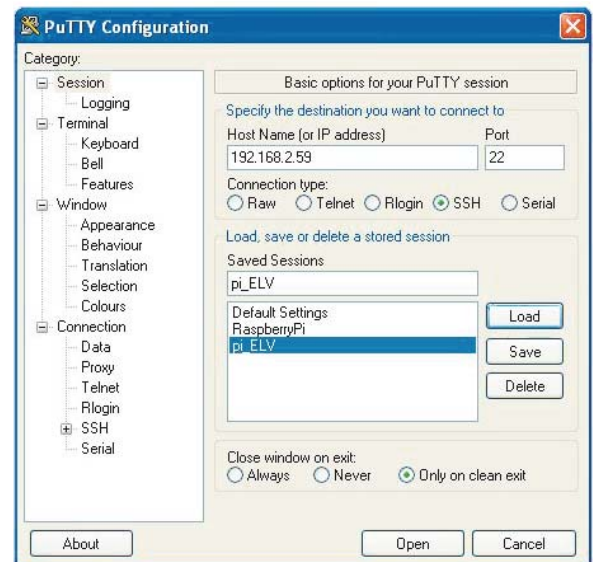 PuTTY Configuration
Category:
Session
Logging
Terminal
Keyboard
Bell
Features
Window
Appearance
Behaviour
Translation
Selection
Colours
Connection
Data
Proxy
Telnet
Rlogin
SSH
Serial
Basic options for your PuTTY session
Specify the destination you want to connect to
Host Name (or IP address) Port
192.168.2.59 22
Connection type:
Raw Telnet Rlogin SSH Serial
Load, save or delete a stored session
Saved Sessions
pi_ELV
Default Settings
RaspberryPi
pi_ELV
Load
Save
Delete
Close window on exit:
Always Never Only on clean exit
About Open Cancel